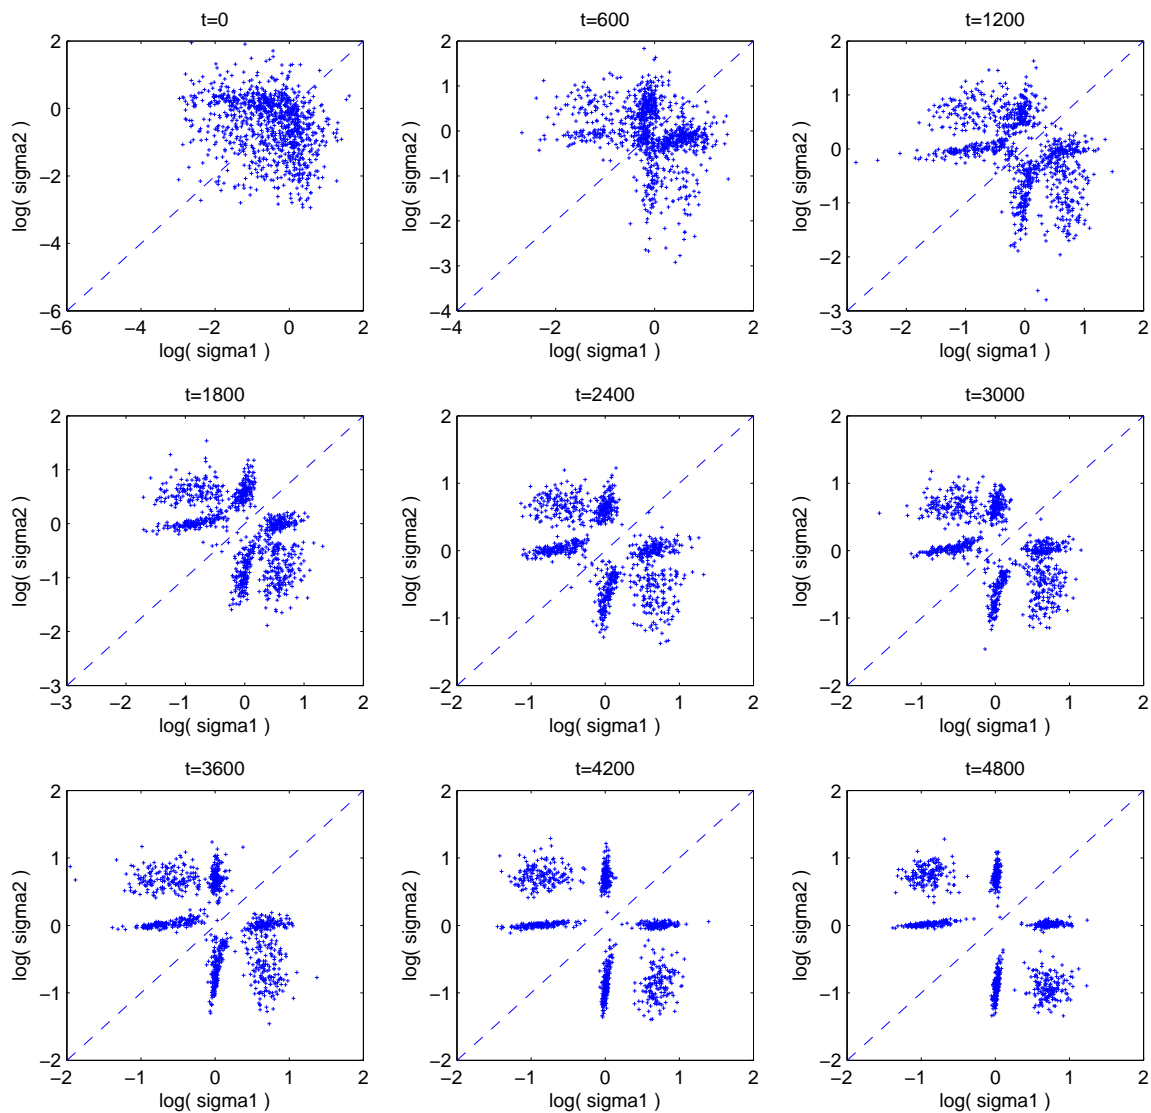 t=0
t=600
t=1200
2
0
−2
−4
−6
log( sigma2 )
−6 −4 −2 0 2
log( sigma1 )
2
1
0
−1
−2
−3
−4
log( sigma2 )
−4 −2 0 2
log( sigma1 )
2
1
0
−1
−2
−3
log( sigma2 )
−3 −2 −1 0 1 2
log( sigma1 )
t=1800
t=2400
t=3000
2
1
0
−1
−2
−3
log( sigma2 )
−3 −2 −1 0 1 2
log( sigma1 )
2
1
0
−1
−2
log( sigma2 )
−2 −1 0 1 2
log( sigma1 )
2
1
0
−1
−2
log( sigma2 )
−2 −1 0 1 2
log( sigma1 )
t=3600
t=4200
t=4800
2
1
0
−1
−2
log( sigma2 )
−2 −1 0 1 2
log( sigma1 )
2
1
0
−1
−2
log( sigma2 )
−2 −1 0 1 2
log( sigma1 )
2
1
0
−1
−2
log( sigma2 )
−2 −1 0 1 2
log( sigma1 )